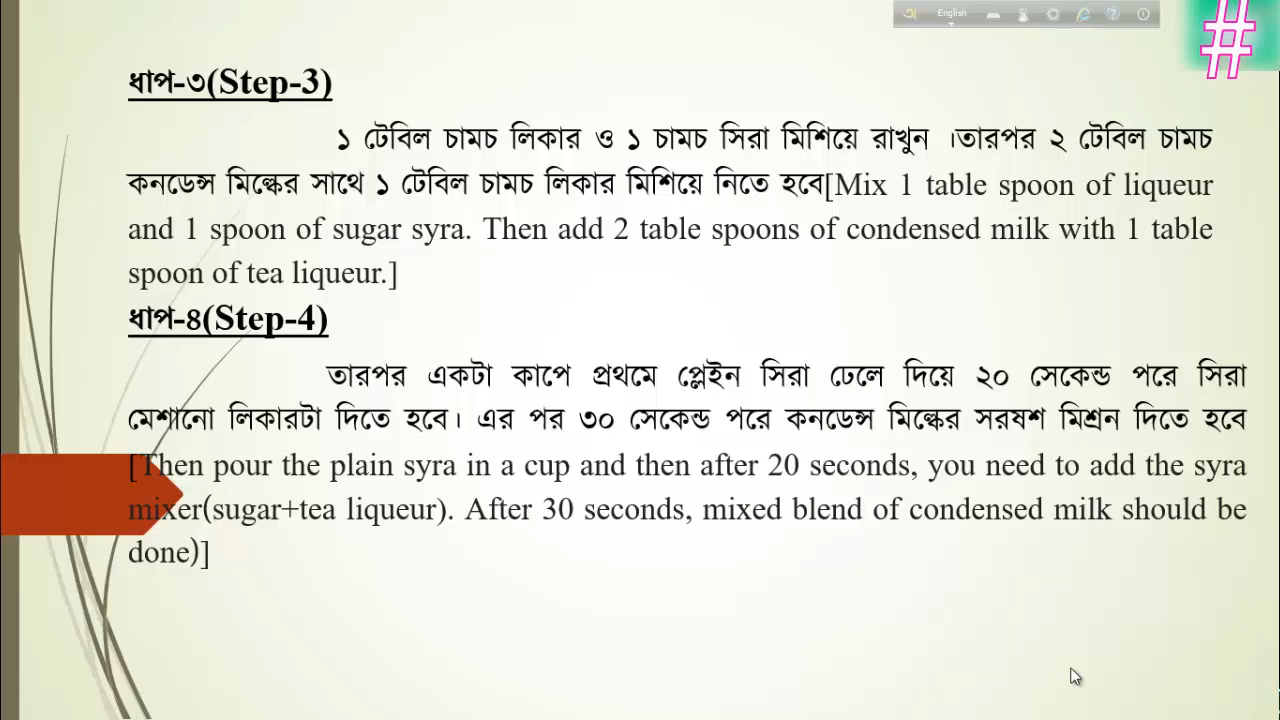 English
#
ধাপ-৩(Step-3)
১ টেবিল চামচ লিকার ও ১ চামচ সিরা মিশিয়ে রাখুন ।তারপর ২ টেবিল চামচ
কনডেন্স মিল্কের সাথে ১ টেবিল চামচ লিকার মিশিয়ে নিতে হবে[Mix 1 table spoon of liqueur
and 1 spoon of sugar syra. Then add 2 table spoons of condensed milk with 1 table
spoon of tea liqueur.]
ধাপ-৪(Step-4)
তারপর একটা কাপে প্রথমে প্লেইন সিরা ঢেলে দিয়ে ২০ সেকেন্ড পরে সিরা
মেশানো লিকারটা দিতে হবে। এর পর ৩০ সেকেন্ড পরে কনডেন্স মিল্কের সরষশ মিশ্রন দিতে হবে
[Then pour the plain syra in a cup and then after 20 seconds, you need to add the syra
mixer(sugar+tea liqueur). After 30 seconds, mixed blend of condensed milk should be
done)]